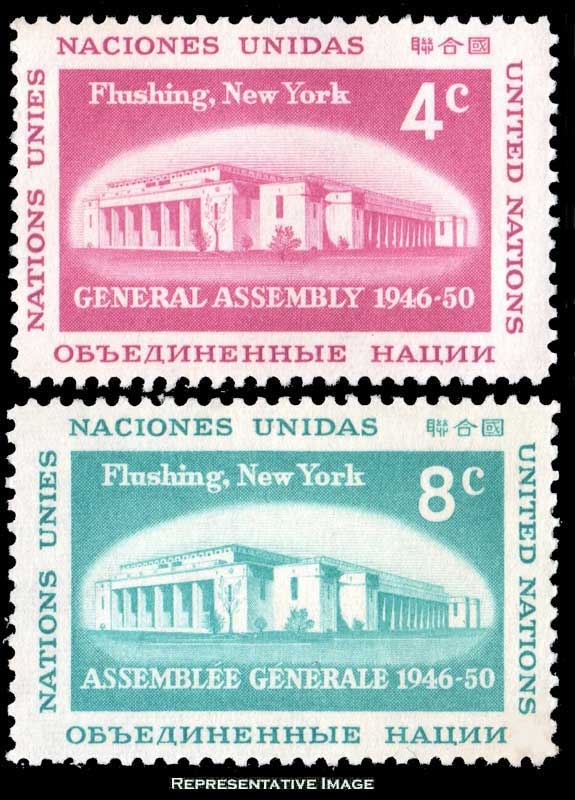 NACIONES UNIDAS
聯合國
NATIONS UNIES
Flushing, New York
4c
UNITED NATIONS
GENERAL ASSEMBLY 1946-50
ОБЪЕДИНЕННЫЕ НАЦИИ
NACIONES UNIDAS
聯合國
NATIONS UNIES
Flushing, New York
8c
UNITED NATIONS
ASSEMBLÉE GÉNÉRALE 1946-50
ОБЪЕДИНЕННЫЕ НАЦИИ
REPRESENTATIVE IMAGE